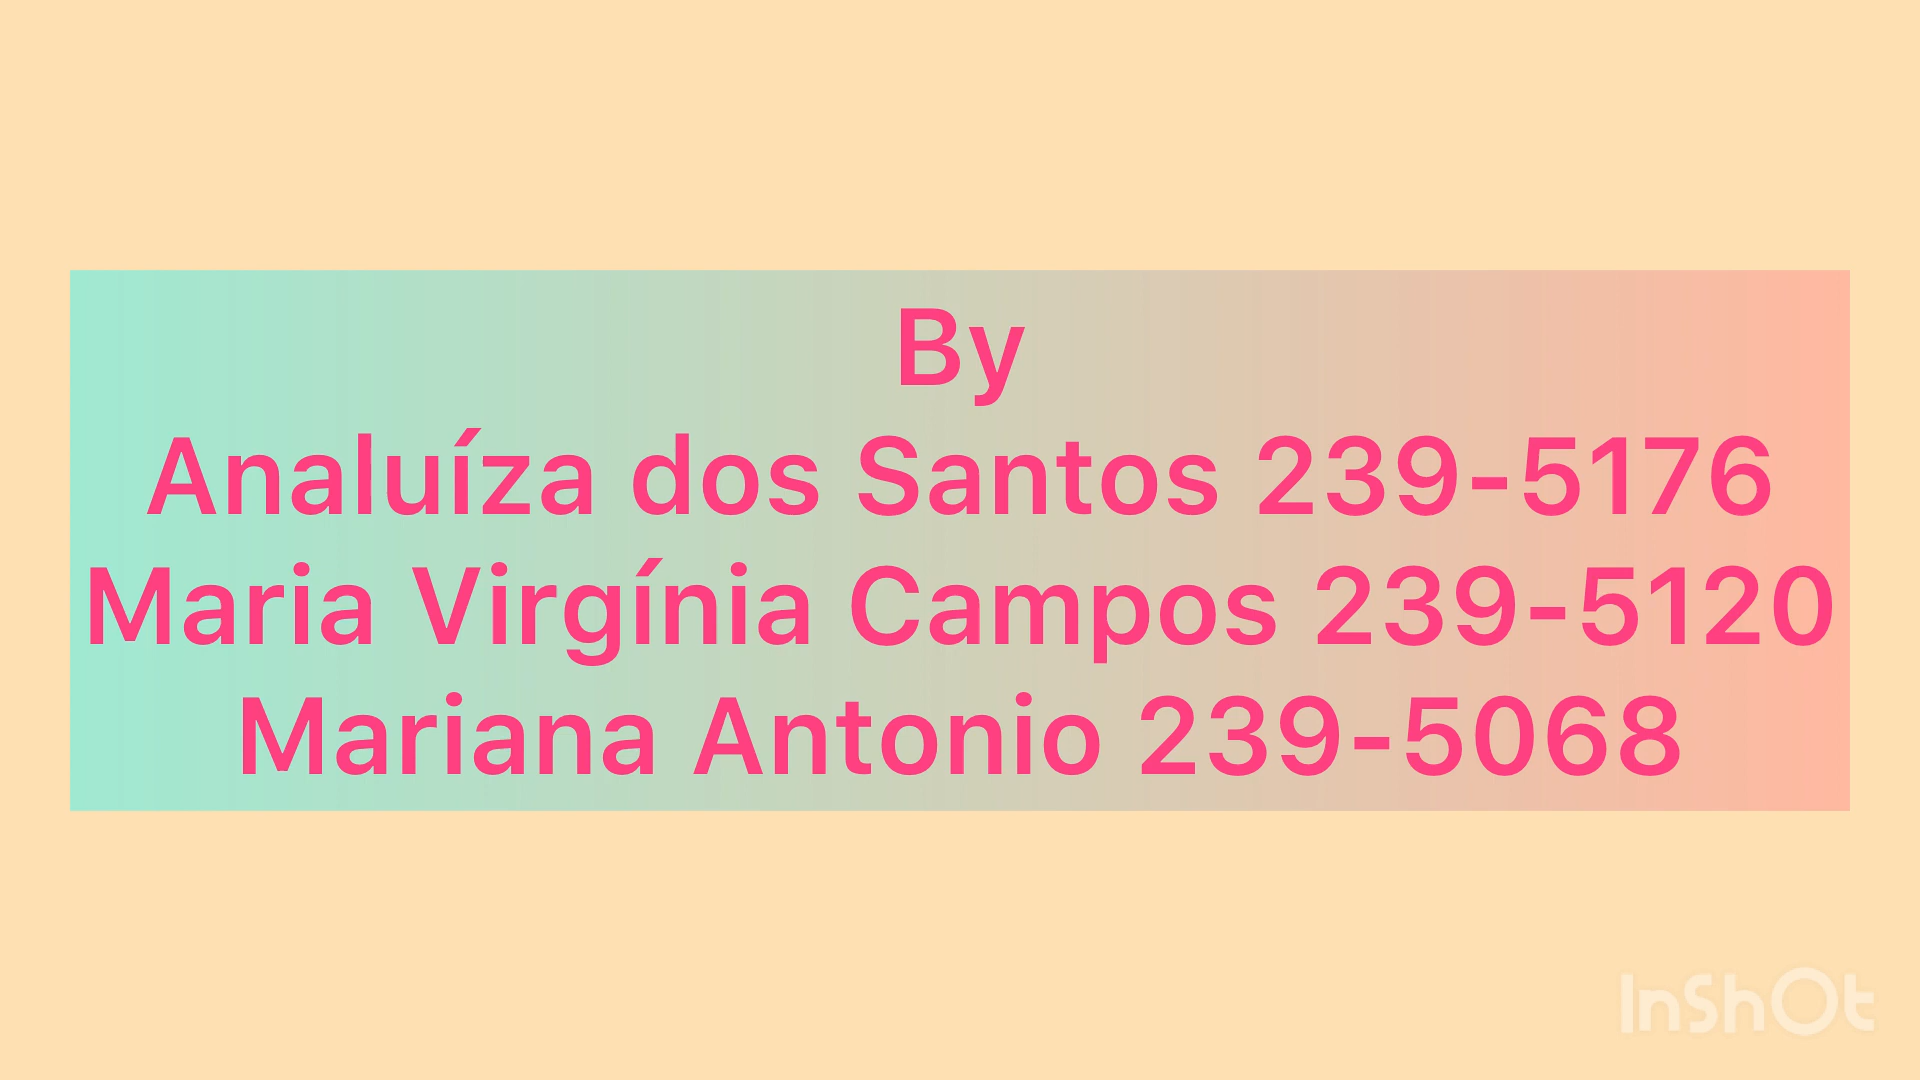 By
Analuíza dos Santos 239-5176
Maria Virgínia Campos 239-5120
Mariana Antonio 239-5068
InShOt